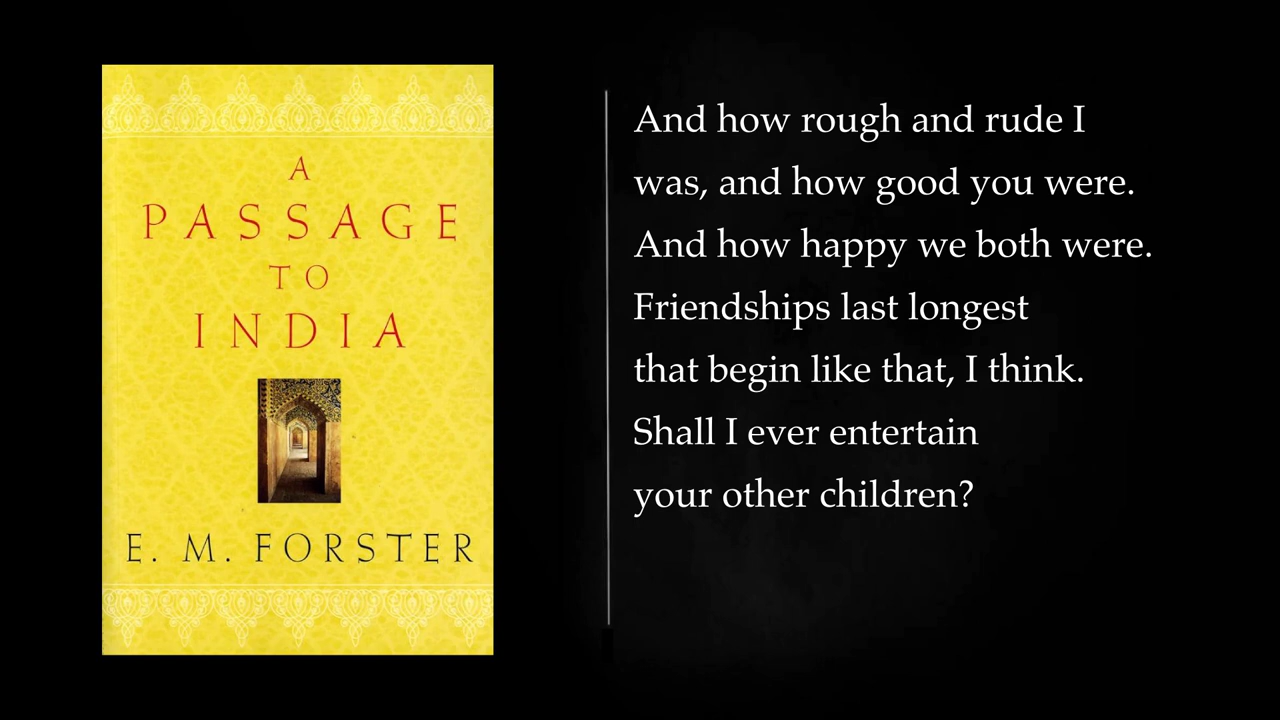 A
PASSAGE
TO
INDIA
E. M. FORSTER
And how rough and rude I
was, and how good you were.
And how happy we both were.
Friendships last longest
that begin like that, I think.
Shall I ever entertain
your other children?